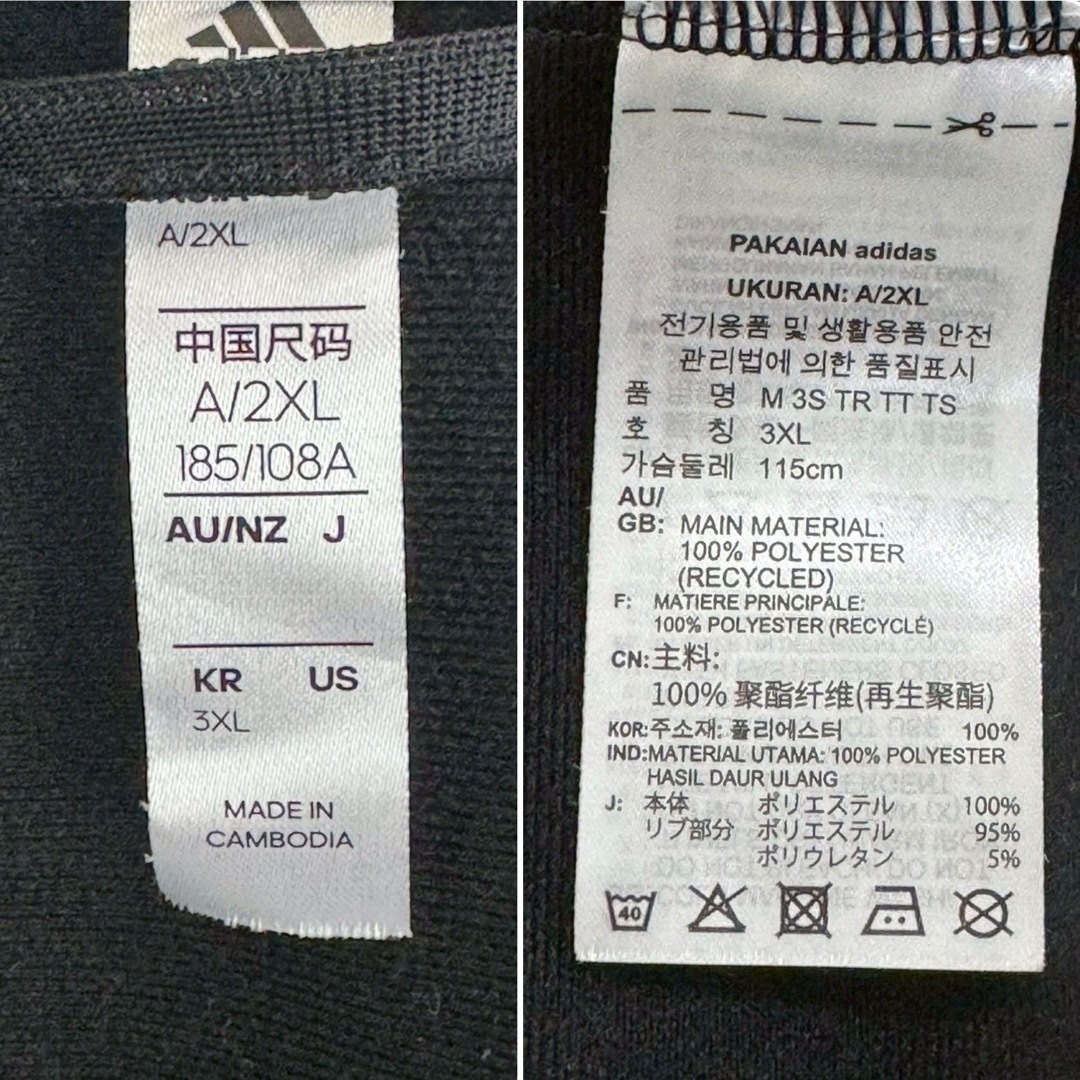 A/2XL
中国尺码
A/2XL
185/108A
AU/NZ J
KR US
3XL
MADE IN
CAMBODIA
PAKAIAN adidas
UKURAN: A/2XL
전기용품 및 생활용품 안전
관리법에 의한 품질표시
품 명 M 3S TR TT TS
호 칭 3XL
가슴둘레 115cm
AU/
GB: MAIN MATERIAL:
100% POLYESTER
(RECYCLED)
F: MATIERE PRINCIPALE:
100% POLYESTER (RECYCLÉ)
CN: 主料:
100% 聚酯纤维(再生聚酯)
KOR:주소재: 폴리에스터 100%
IND:MATERIAL UTAMA: 100% POLYESTER
HASIL DAUR ULANG
J: 本体 ポリエステル 100%
リブ部分 ポリエステル 95%
ポリウレタン 5%
40